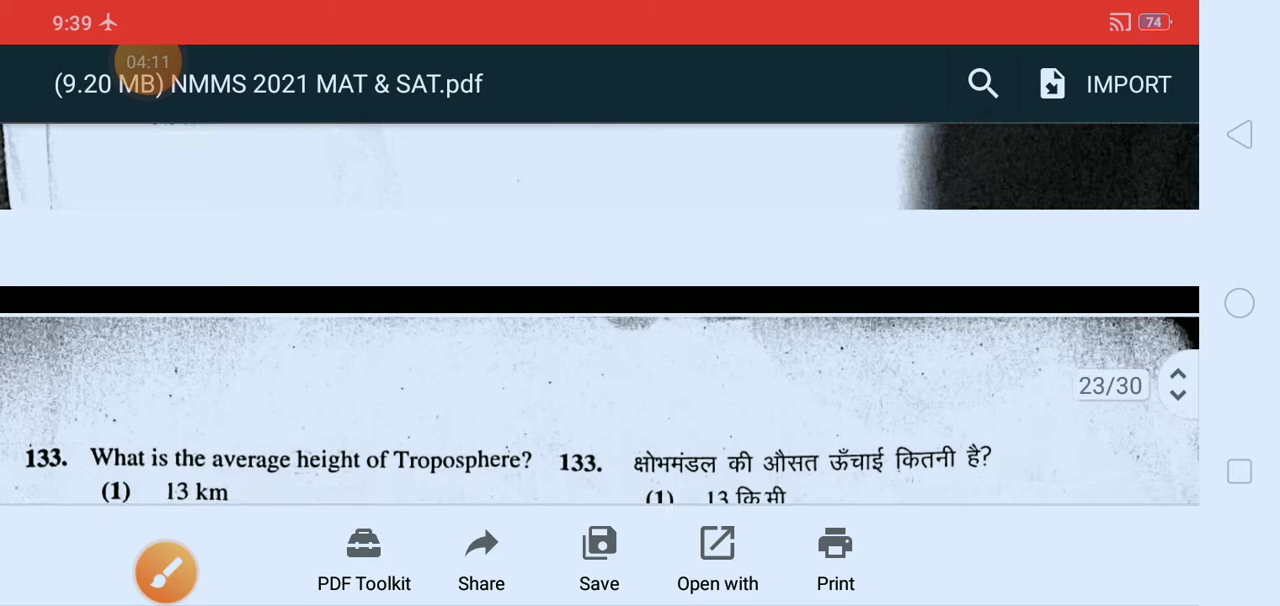 9:39
74
04:11
(9.20 MB) NMMS 2021 MAT & SAT.pdf
IMPORT
23/30
133. What is the average height of Troposphere?
(1) 13 km
133. क्षोभमंडल की औसत ऊँचाई कितनी है?
(1) 13 कि मी
PDF Toolkit
Share
Save
Open with
Print